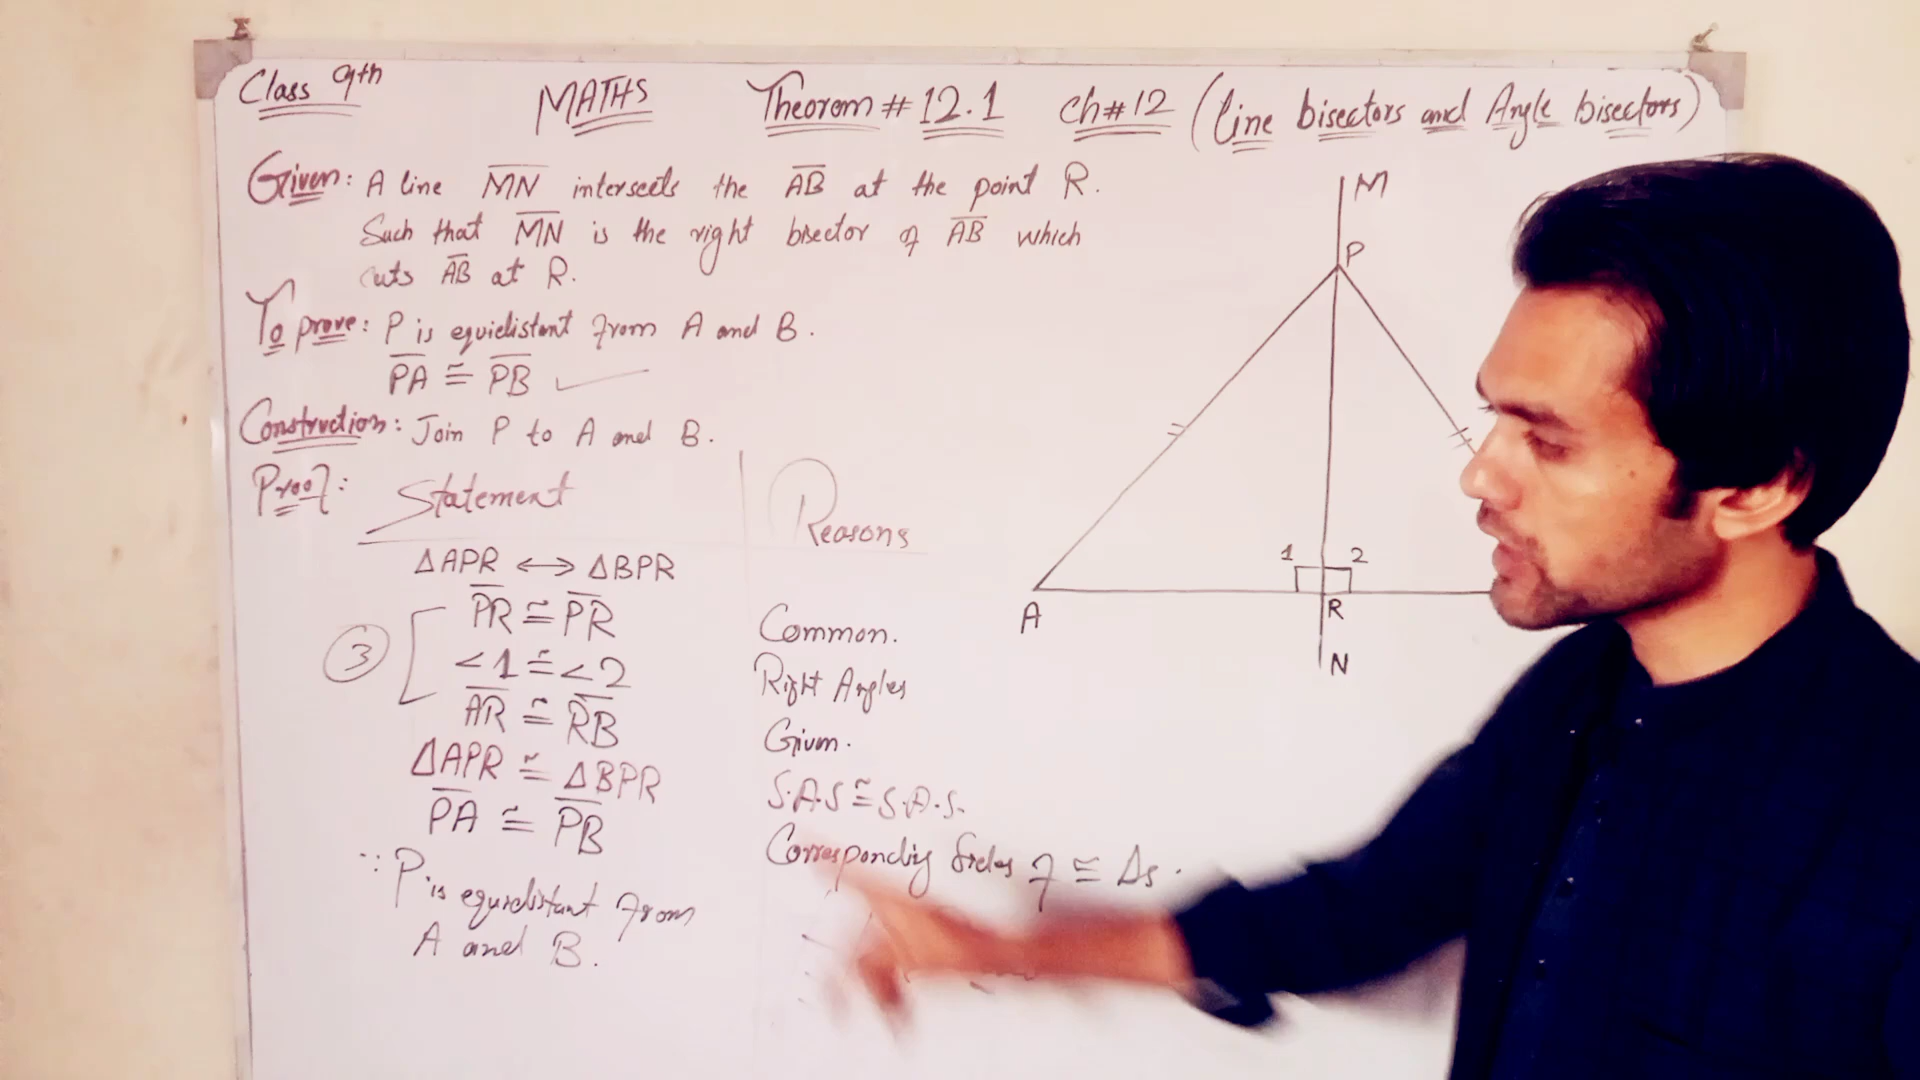 Class 9th MATHS Theorem # 12.1 Ch# 12 (line bisectors and Angle bisectors)
Given: A line MN intersects the AB at the point R.
Such that MN is the right bisector of AB which
cuts AB at R.
To prove: P is equidistant from A and B.
PA ≅ PB
Construction: Join P to A and B.
Proof: Statement Reasons
ΔAPR ↔ ΔBPR
PR ≅ PR Common.
3 <1 ≅ <2 Right Angles
AR ≅ RB Given.
ΔAPR ≅ ΔBPR S.A.S ≅ S.A.S.
PA ≅ PB Corresponding Sides of ≅ Δs.
∵ P is equidistant from
A and B.
M
P
1 2
A R
N